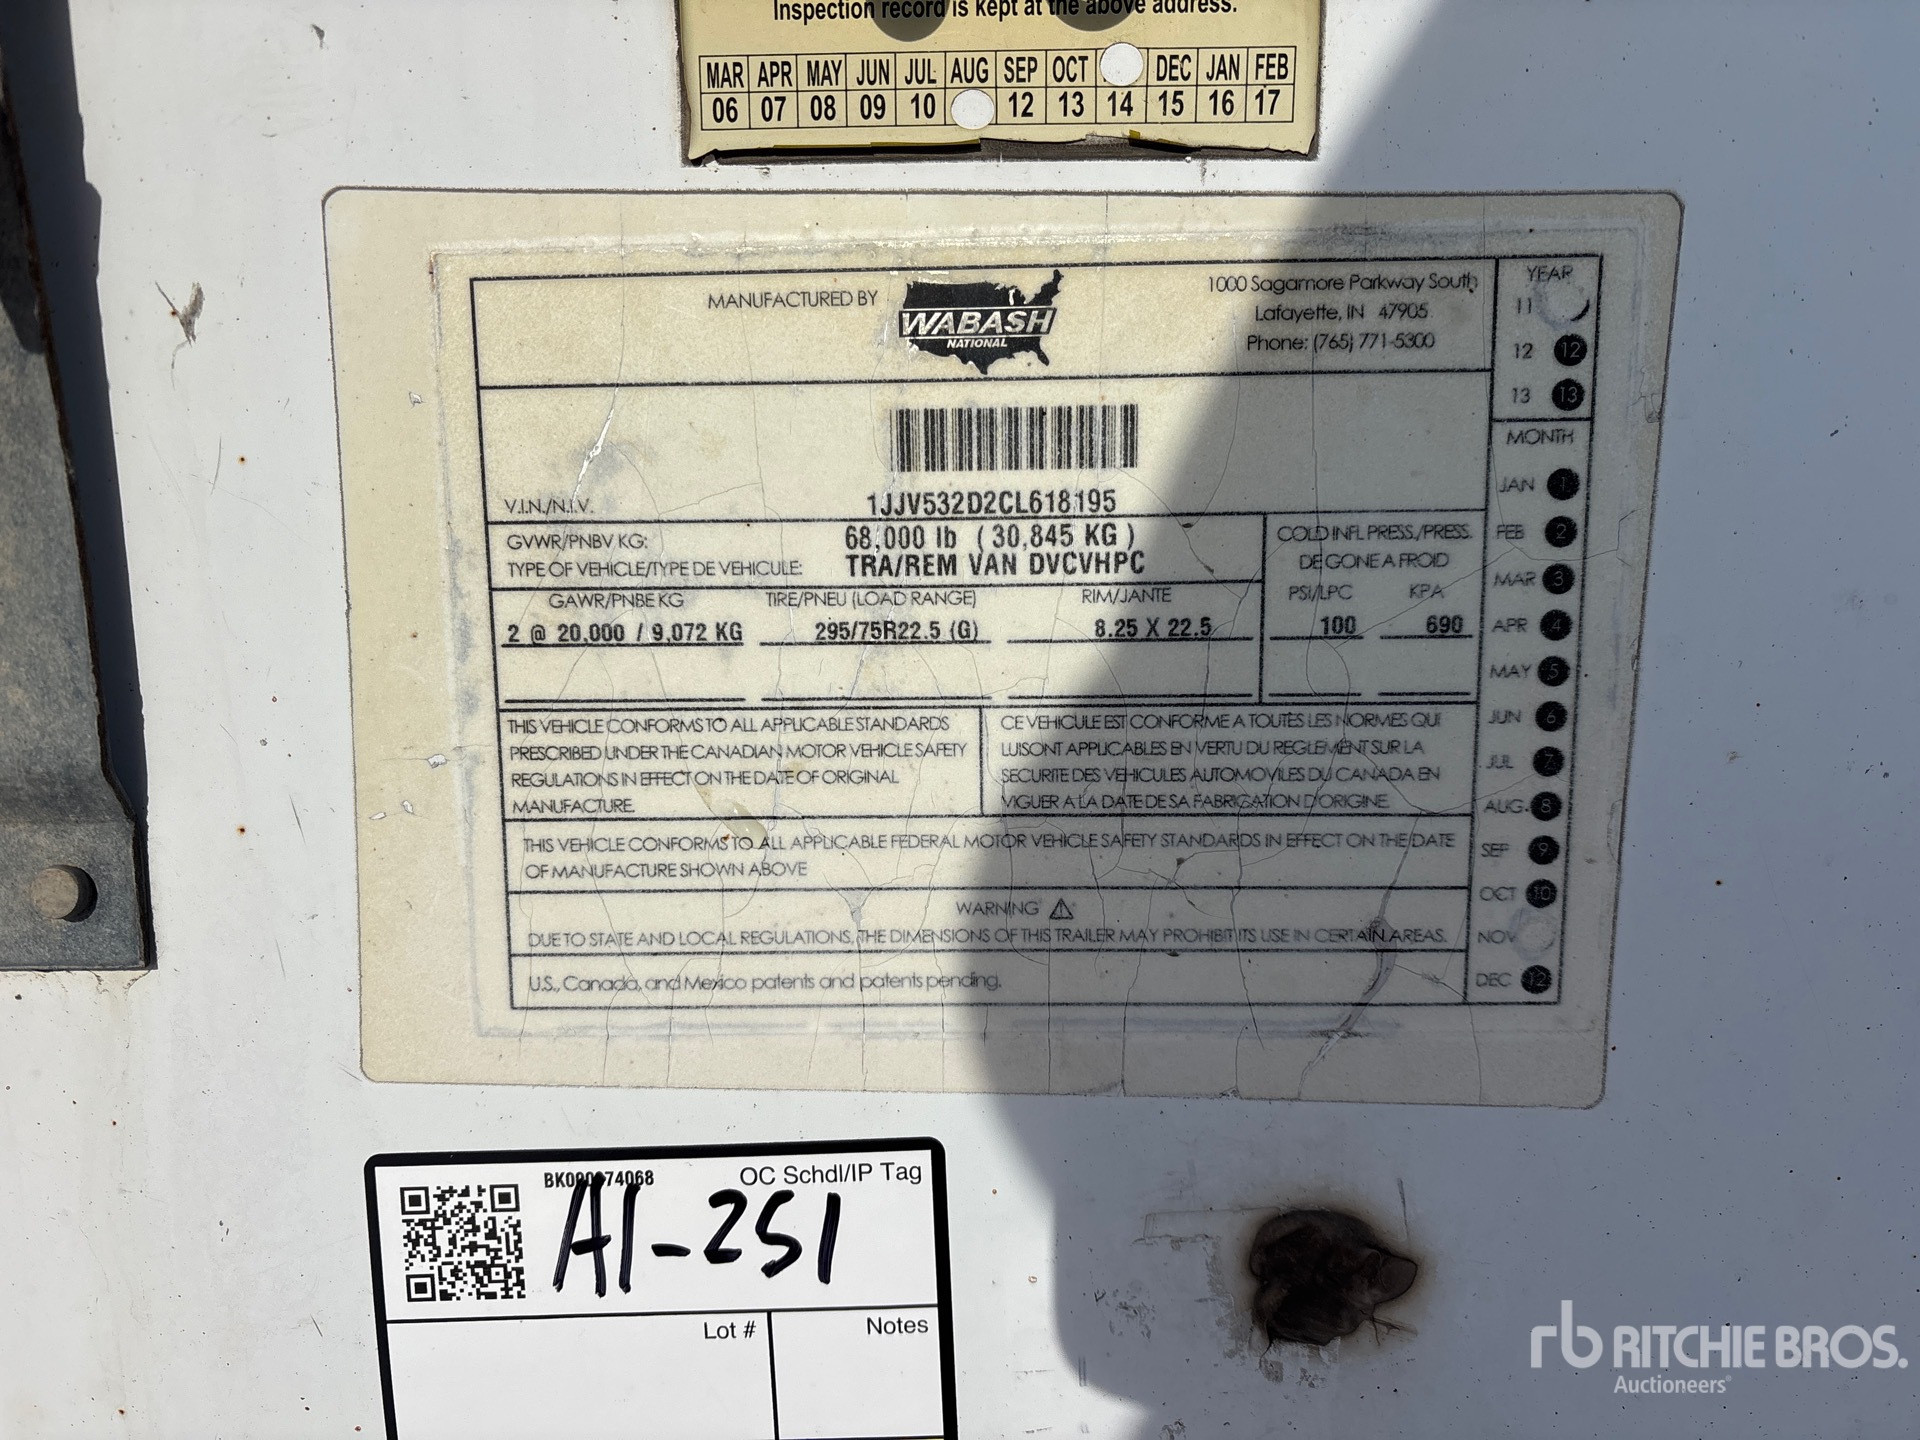 Inspection record is kept at the above address.
MAR APR MAY JUN JUL AUG SEP OCT DEC JAN FEB
06 07 08 09 10 12 13 14 15 16 17
MANUFACTURED BY
WABASH
NATIONAL
1000 Sagamore Parkway South
Lafayette, IN 47905
Phone: (765) 771-5300
YEAR
11
12 12
13 13
MONTH
JAN 1
FEB 2
MAR 3
APR 4
MAY 5
JUN 6
JUL 7
AUG 8
SEP 9
OCT 10
NOV
DEC 12
V.I.N./N.I.V. 1JJV532D2CL618195
GVWR/PNBV KG: 68,000 lb ( 30,845 KG )
TYPE OF VEHICLE/TYPE DE VEHICULE: TRA/REM VAN DVCVHPC
COLD INFL PRESS./PRESS.
DE GONE A FROID
PSI/LPC KPA
GAWR/PNBE KG TIRE/PNEU (LOAD RANGE) RIM/JANTE
2 @ 20,000 / 9,072 KG 295/75R22.5 (G) 8.25 X 22.5 100 690
THIS VEHICLE CONFORMS TO ALL APPLICABLE STANDARDS
PRESCRIBED UNDER THE CANADIAN MOTOR VEHICLE SAFETY
REGULATIONS IN EFFECT ON THE DATE OF ORIGINAL
MANUFACTURE.
CE VEHICULE EST CONFORME A TOUTES LES NORMES QUI
LUI SONT APPLICABLES EN VERTU DU REGLEMENT SUR LA
SECURITE DES VEHICULES AUTOMOVILES DU CANADA EN
VIGUER A LA DATE DE SA FABRICATION D'ORIGINE.
THIS VEHICLE CONFORMS TO ALL APPLICABLE FEDERAL MOTOR VEHICLE SAFETY STANDARDS IN EFFECT ON THE DATE
OF MANUFACTURE SHOWN ABOVE
WARNING
DUE TO STATE AND LOCAL REGULATIONS, THE DIMENSIONS OF THIS TRAILER MAY PROHIBIT ITS USE IN CERTAIN AREAS.
U.S., Canada, and Mexico patents and patents pending.
OC Schdl/IP Tag
A1-251
Lot # Notes
rb RITCHIE BROS.
Auctioneers